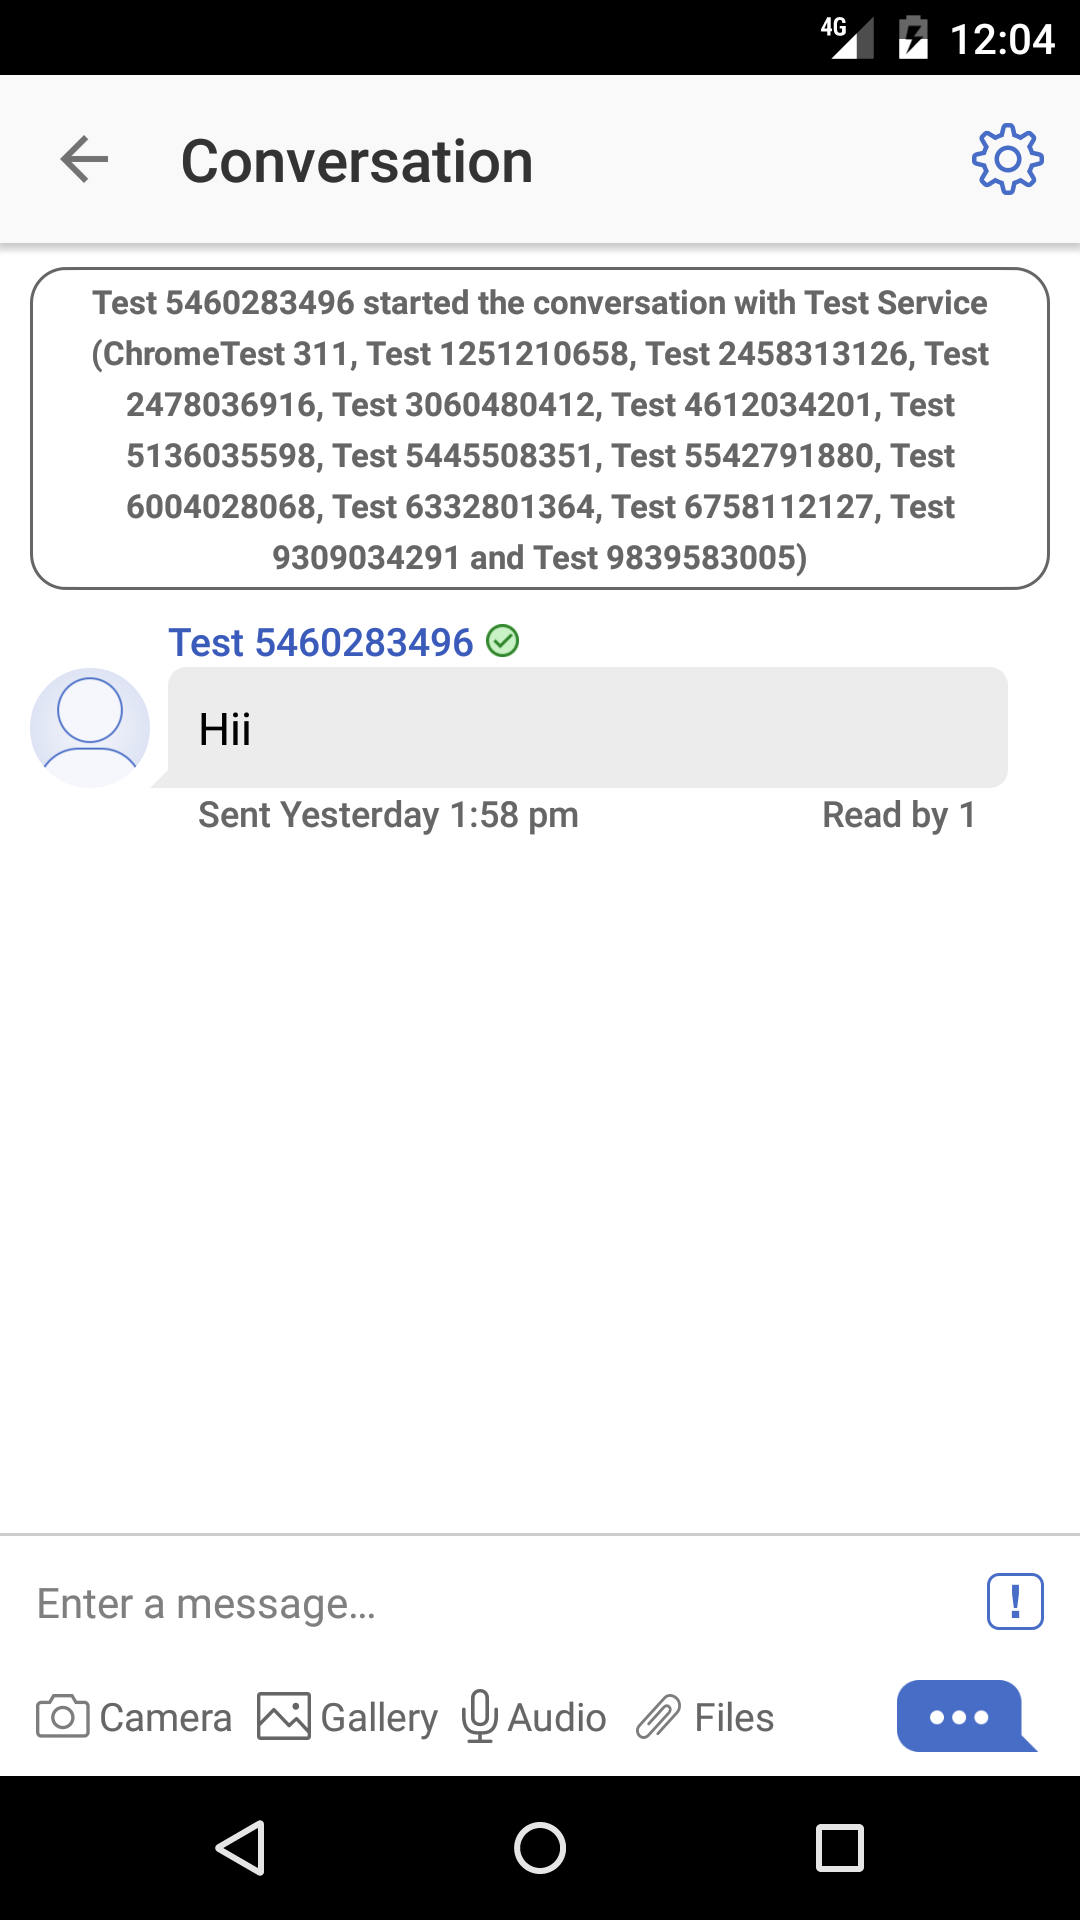 4G 12:04
Conversation
Test 5460283496 started the conversation with Test Service
(ChromeTest 311, Test 1251210658, Test 2458313126, Test
2478036916, Test 3060480412, Test 4612034201, Test
5136035598, Test 5445508351, Test 5542791880, Test
6004028068, Test 6332801364, Test 6758112127, Test
9309034291 and Test 9839583005)
Test 5460283496
Hii
Sent Yesterday 1:58 pm Read by 1
Enter a message... !
Camera Gallery Audio Files